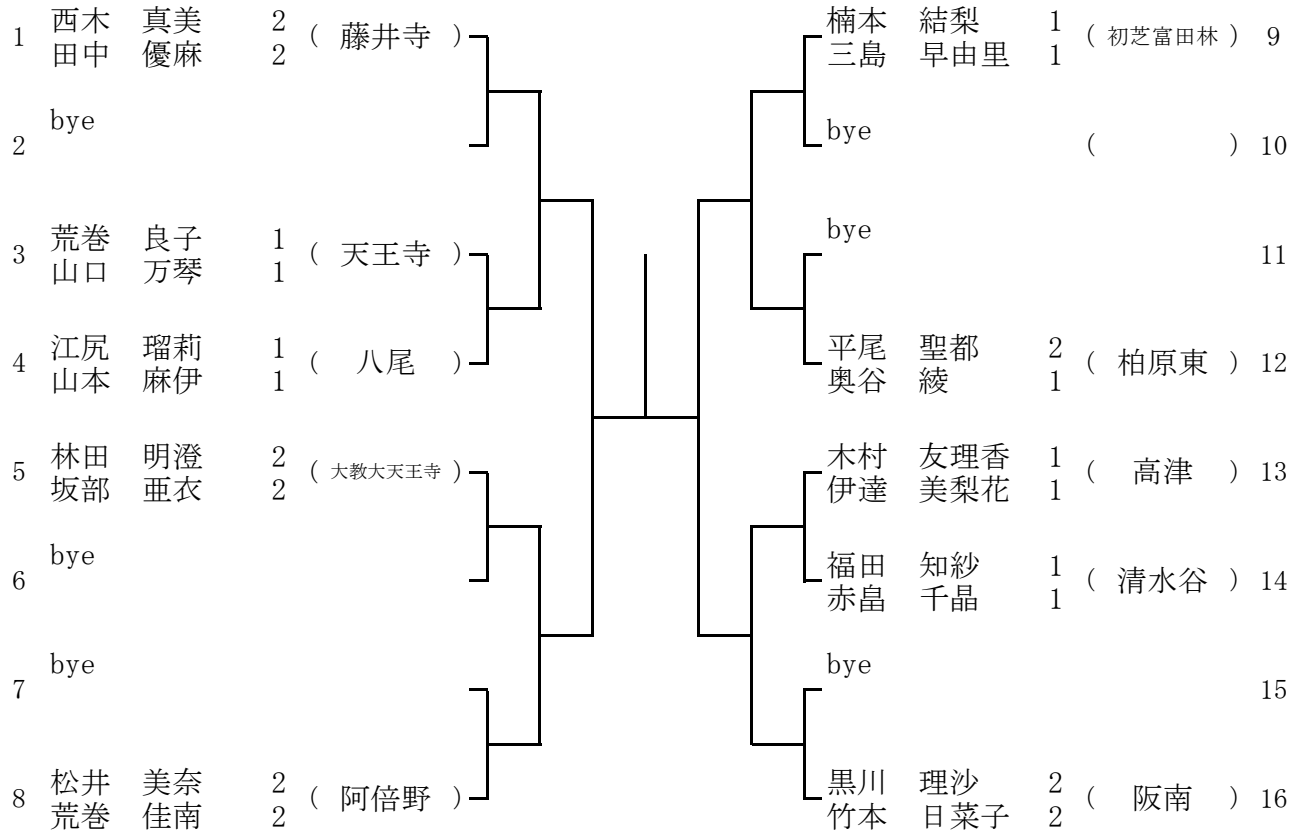 1 西木 真美 2 ( 藤井寺 )
田中 優麻 2
2 bye
3 荒巻 良子 1 ( 天王寺 )
山口 万琴 1
4 江尻 瑠莉 1 ( 八尾 )
山本 麻伊 1
5 林田 明澄 2 ( 大教大天王寺 )
坂部 亜衣 2
6 bye
7 bye
8 松井 美奈 2 ( 阿倍野 )
荒巻 佳南 2
楠本 結梨 1 ( 初芝富田林 ) 9
三島 早由里 1
bye ( ) 10
bye 11
平尾 聖都 2 ( 柏原東 ) 12
奥谷 綾 1
木村 友理香 1 ( 高津 ) 13
伊達 美梨花 1
福田 知紗 1 ( 清水谷 ) 14
赤畠 千晶 1
bye 15
黒川 理沙 2 ( 阪南 ) 16
竹本 日菜子 2